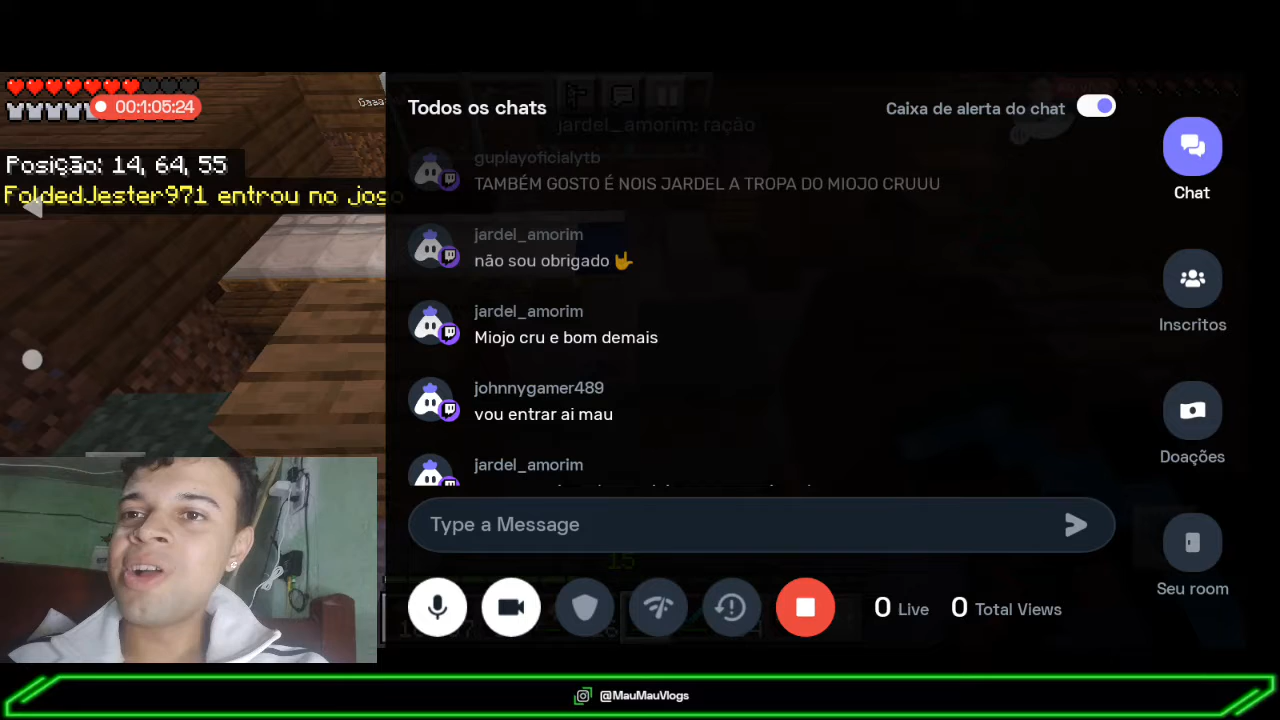 00:1:05:24
Posição: 14, 64, 55
FoldedJester971 entrou no jogo
Todos os chats
Caixa de alerta do chat
jardel_amorim: ração
guplayoficialytb
TAMBÉM GOSTO É NOIS JARDEL A TROPA DO MIOJO CRUUU
jardel_amorim
não sou obrigado 🤟
jardel_amorim
Miojo cru e bom demais
johnnygamer489
vou entrar ai mau
jardel_amorim
Type a Message
15
0 Live
0 Total Views
Chat
Inscritos
Doações
Seu room
@MauMauVlogs